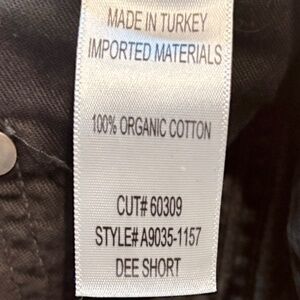 MADE IN TURKEY
IMPORTED MATERIALS
100% ORGANIC COTTON
CUT# 60309
STYLE# A9035-1157
DEE SHORT